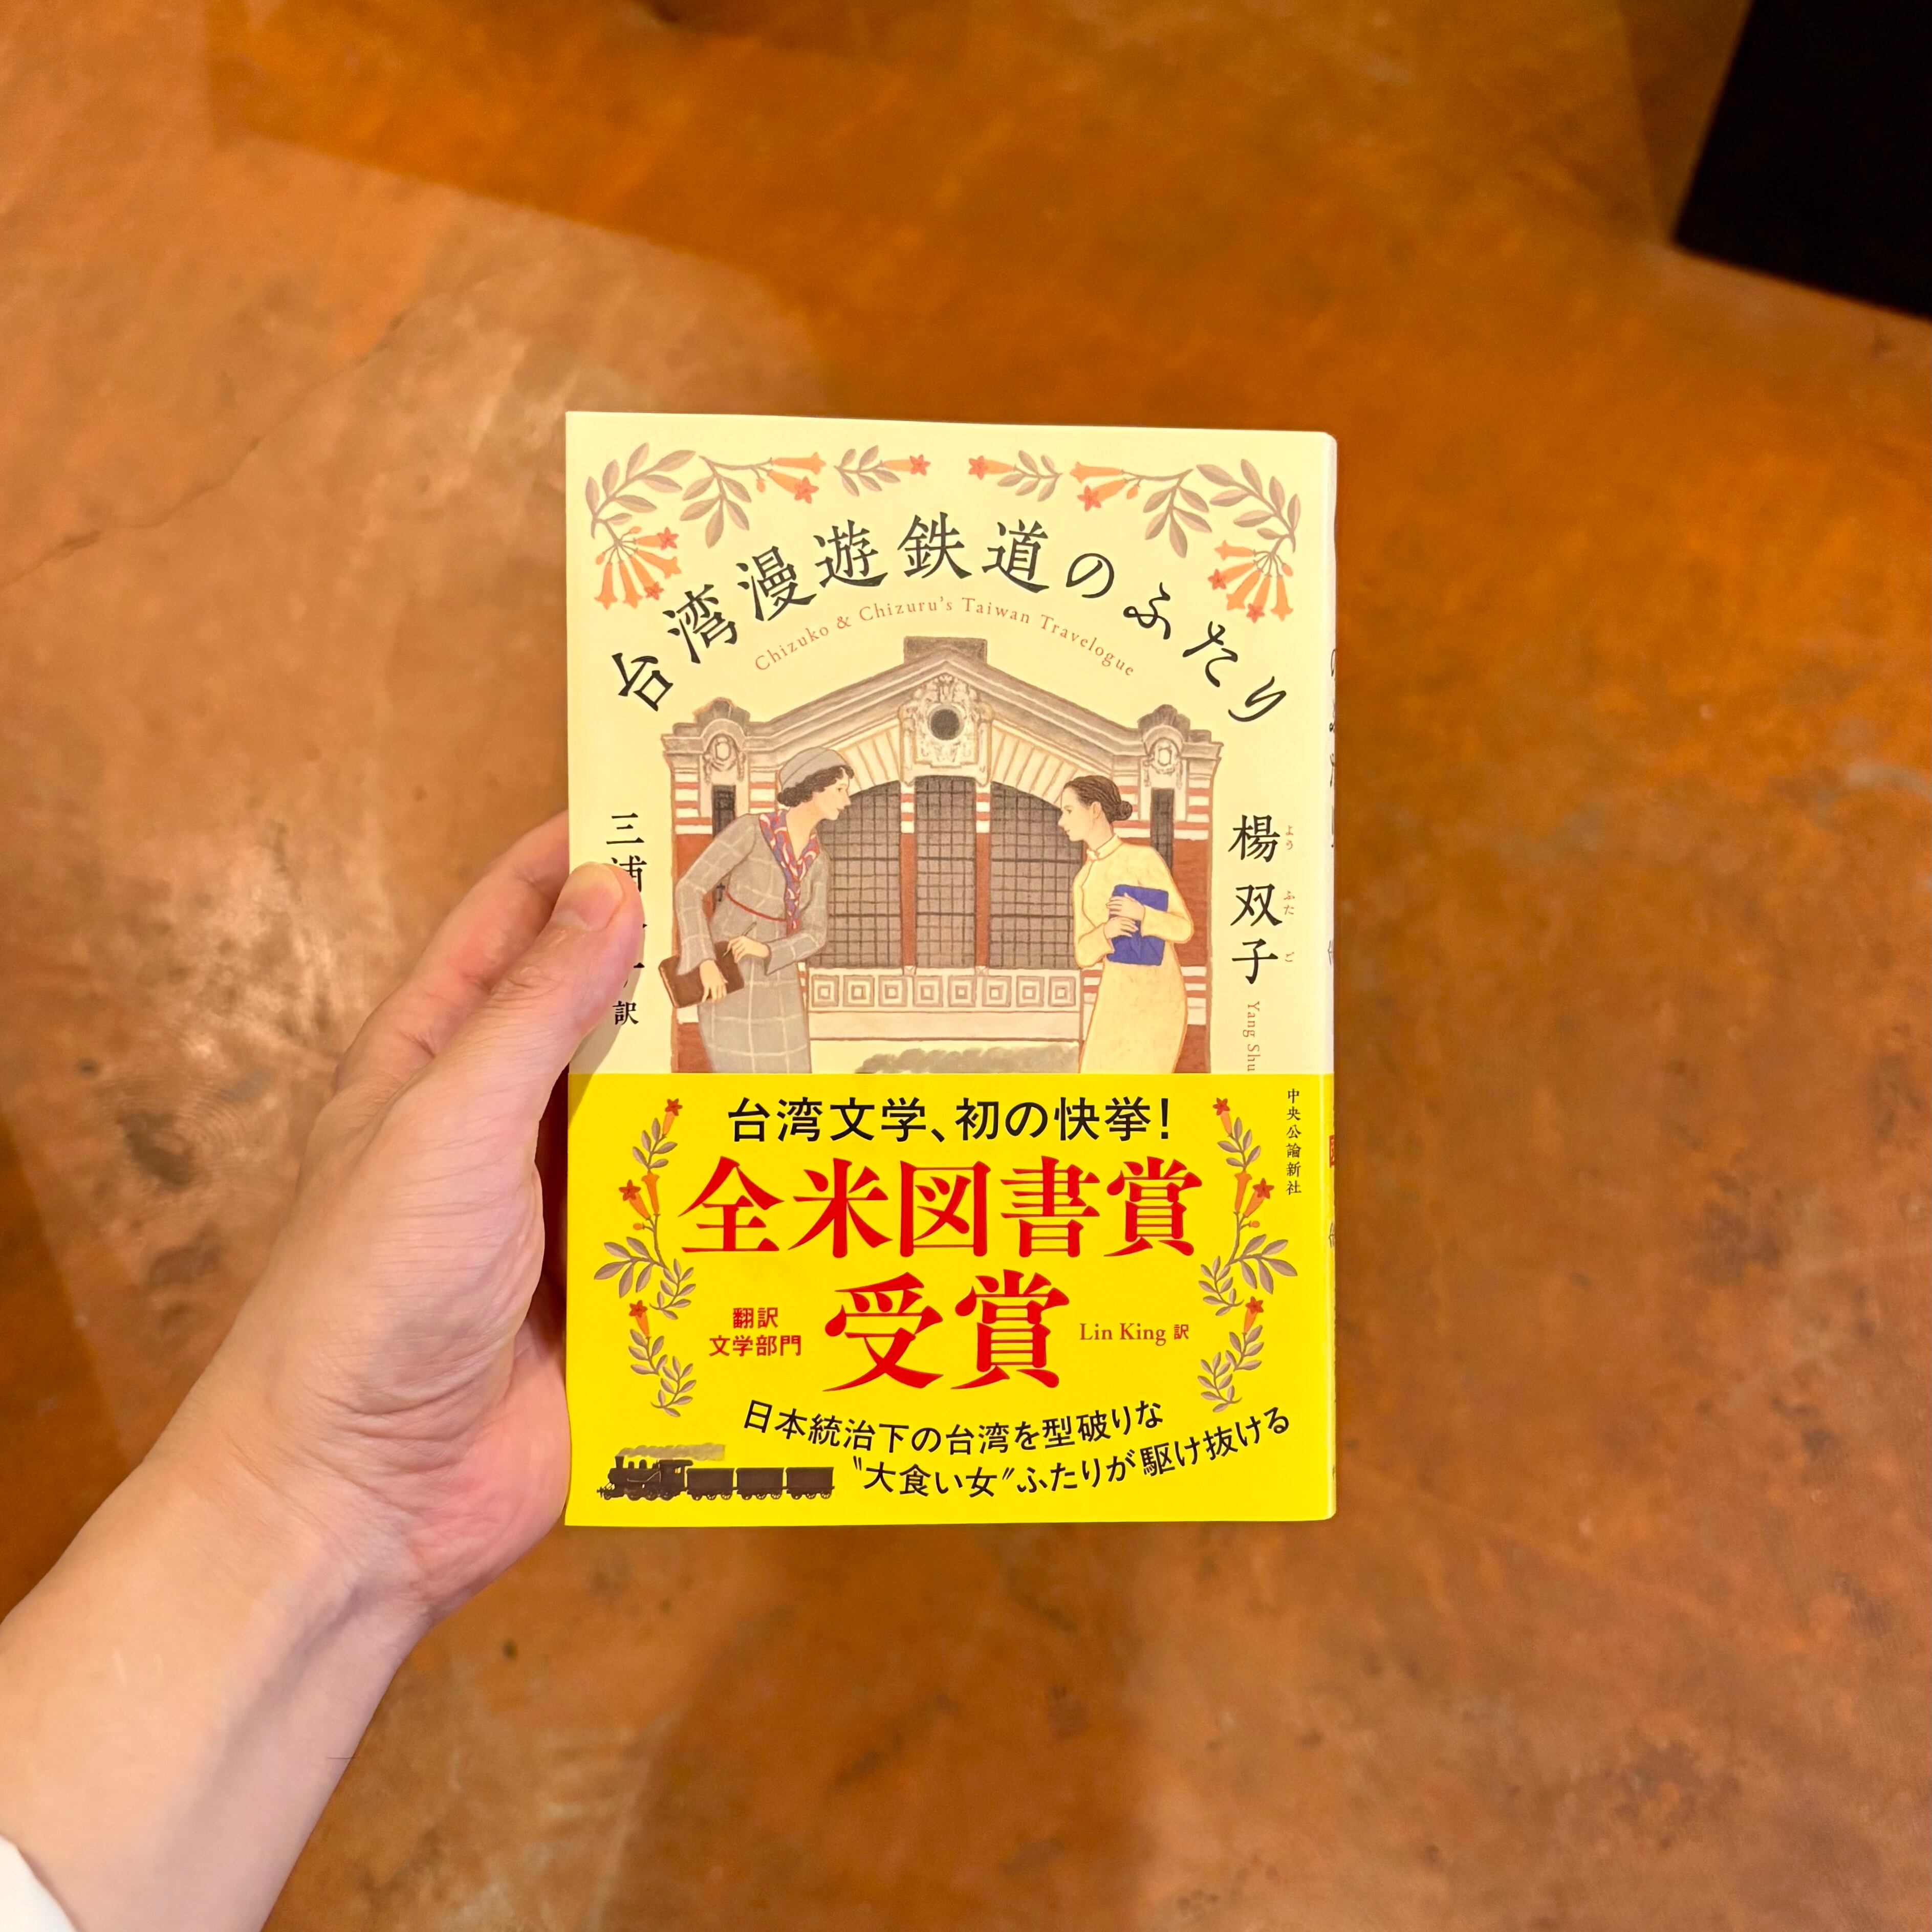 台湾漫遊鉄道のふたり
Chizuko & Chizuru's Taiwan Travelogue
楊双子
よう ふた ご
Yang Shu
三浦
訳
中央公論新社
台湾文学、初の快挙!
全米図書賞
受賞
翻訳
文学部門
Lin King 訳
日本統治下の台湾を型破りな
〝大食い女〟ふたりが駆け抜ける